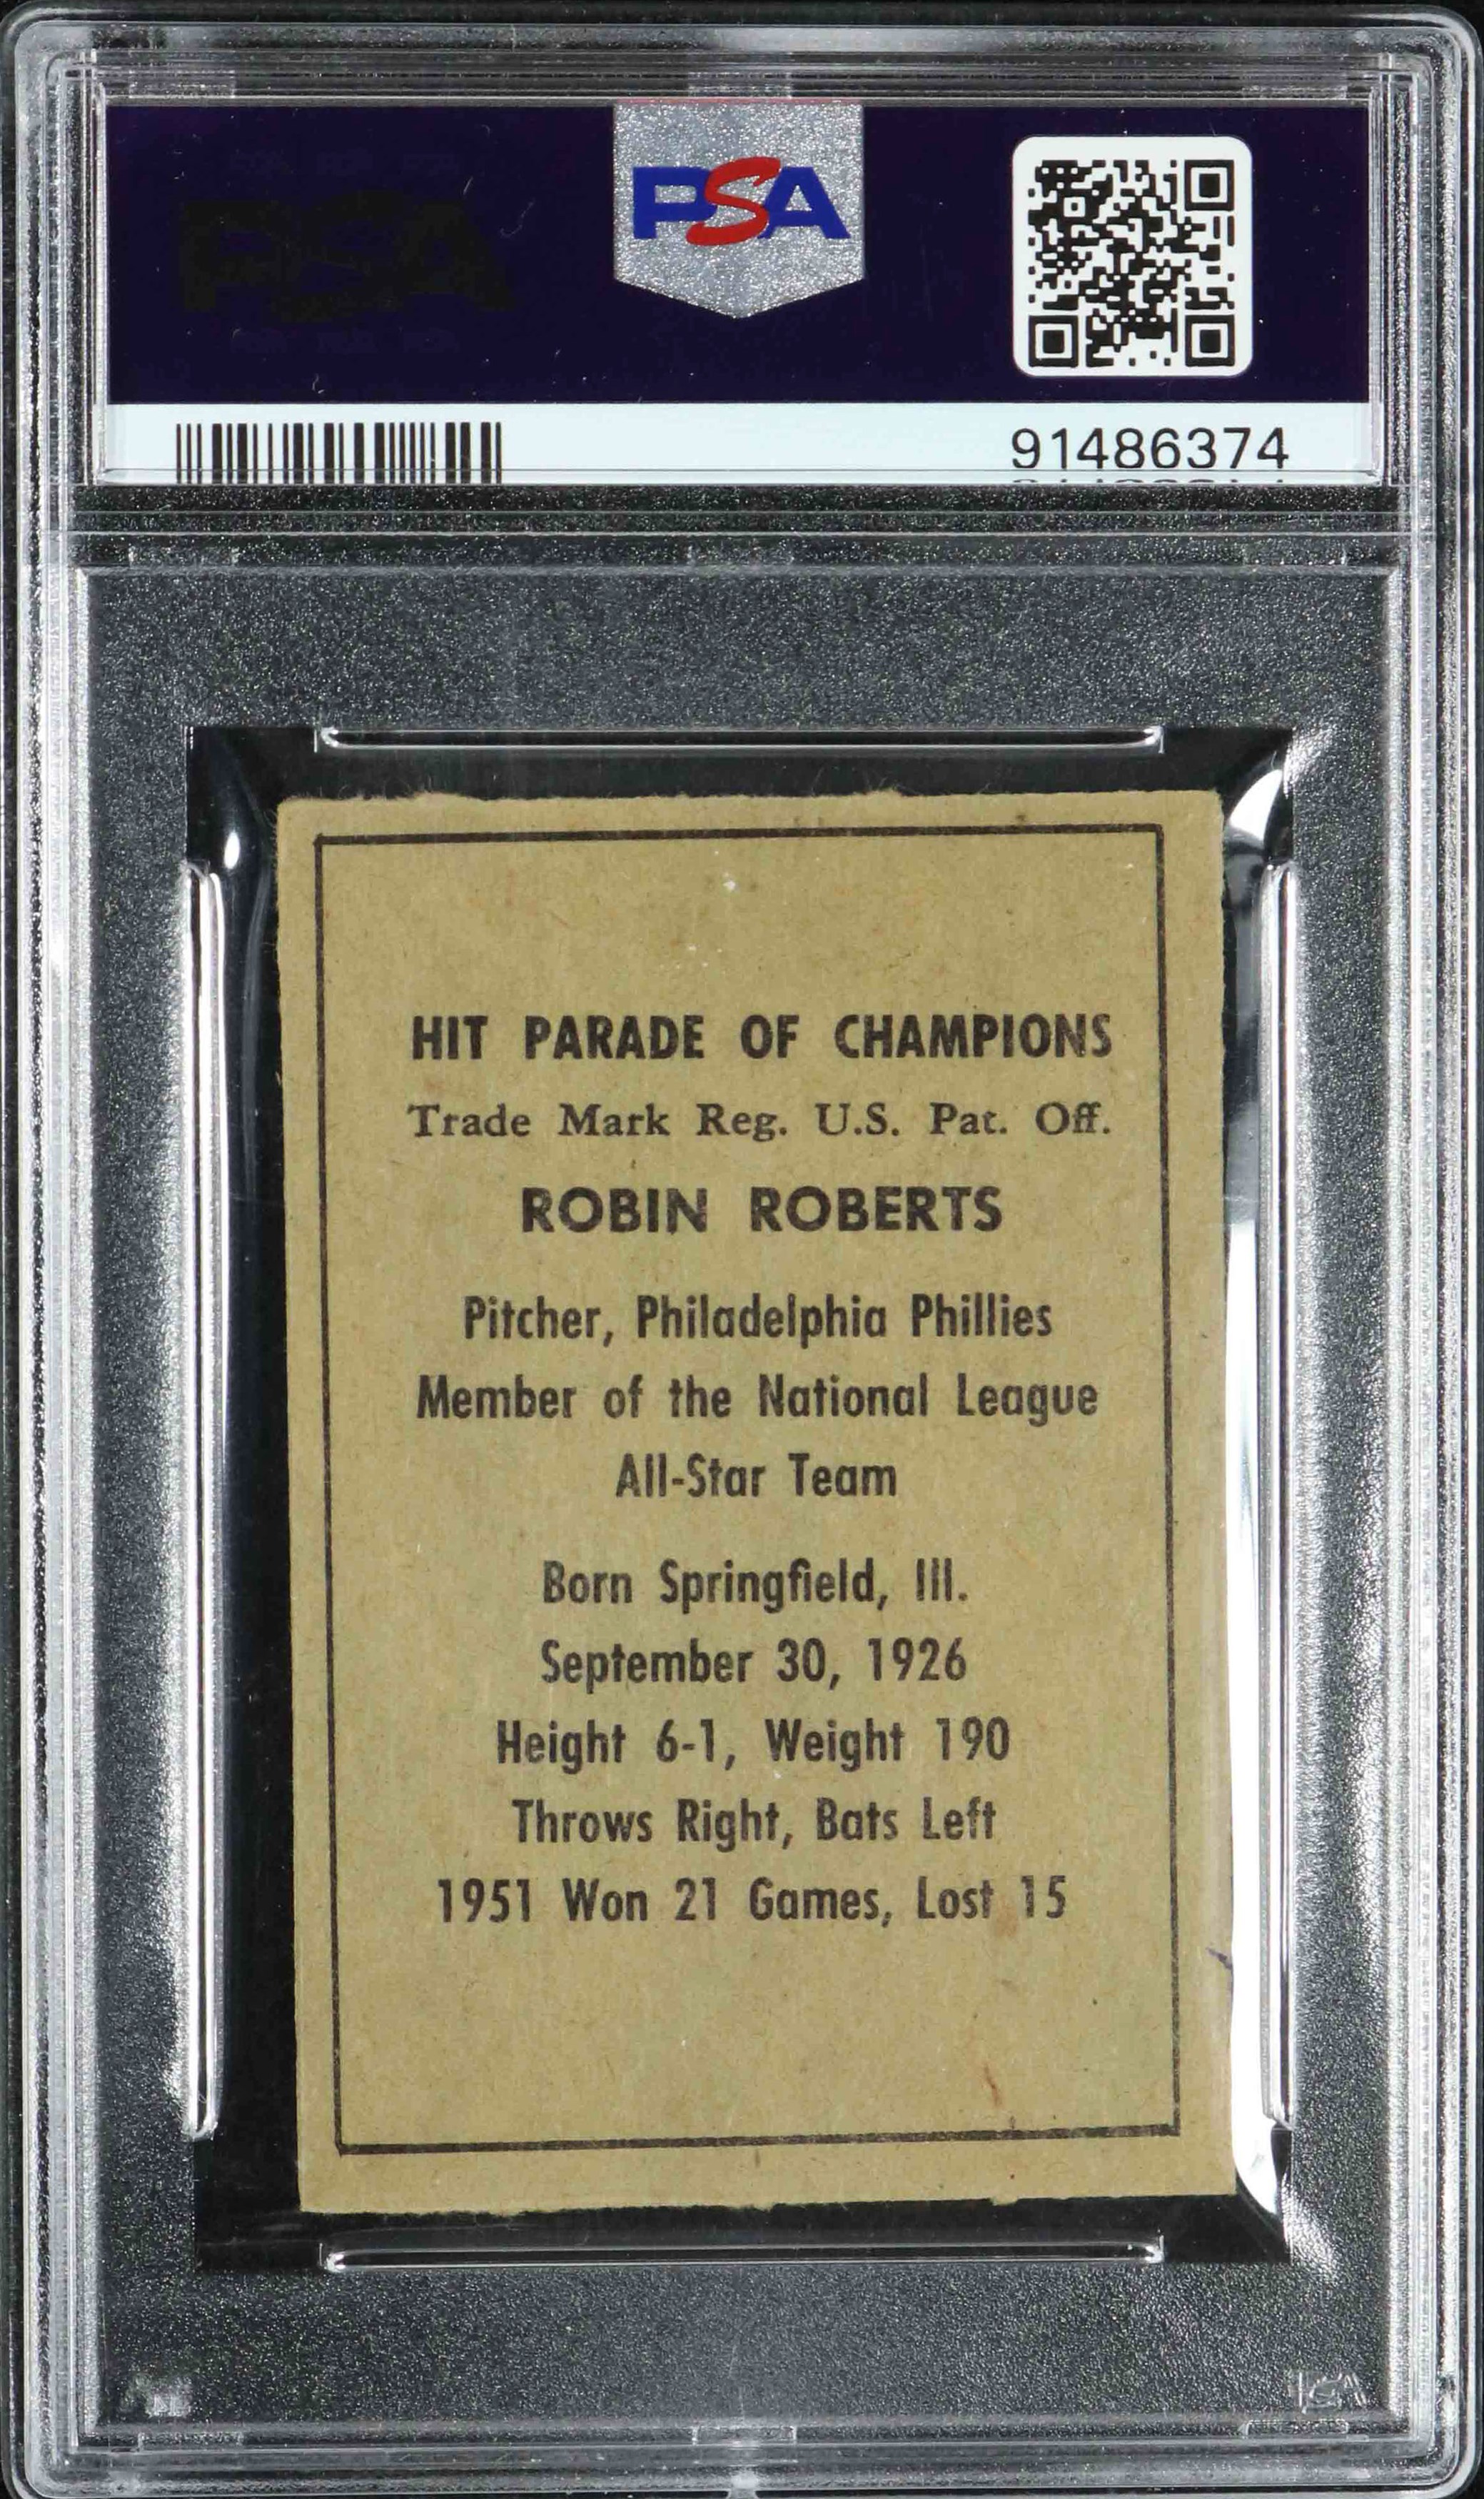 PSA
91486374
HIT PARADE OF CHAMPIONS
Trade Mark Reg. U.S. Pat. Off.
ROBIN ROBERTS
Pitcher, Philadelphia Phillies
Member of the National League
All-Star Team
Born Springfield, Ill.
September 30, 1926
Height 6-1, Weight 190
Throws Right, Bats Left
1951 Won 21 Games, Lost 15